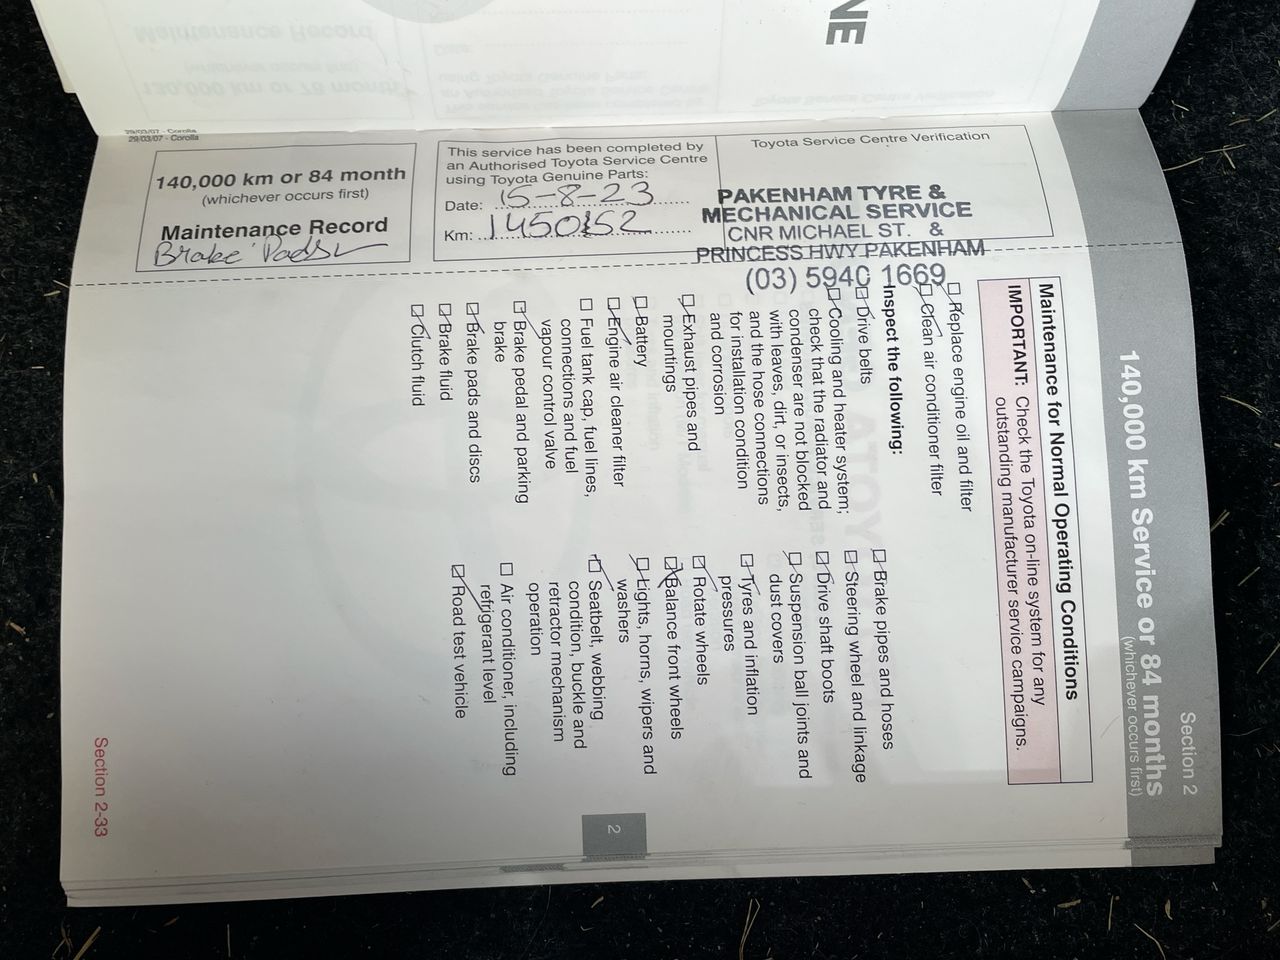 NE
29/03/07 - Corolla
29/03/07 - Corolla
140,000 km or 84 month
(whichever occurs first)
Maintenance Record
Brake Pads
This service has been completed by
an Authorised Toyota Service Centre
using Toyota Genuine Parts:
Date: 15-8-23
Km:
Toyota Service Centre Verification
PAKENHAM TYRE &
MECHANICAL SERVICE
CNR MICHAEL ST. &
PRINCESS HWY PAKENHAM
(03) 5940 1669
Section 2
140,000 km Service or 84 months
(whichever occurs first)
Maintenance for Normal Operating Conditions
IMPORTANT: Check the Toyota on-line system for any
outstanding manufacturer service campaigns.
Replace engine oil and filter
Clean air conditioner filter
Inspect the following:
Drive belts
Cooling and heater system;
check that the radiator and
condenser are not blocked
with leaves, dirt, or insects,
and the hose connections
for installation condition
and corrosion
Exhaust pipes and
mountings
Battery
Engine air cleaner filter
Fuel tank cap, fuel lines,
connections and fuel
vapour control valve
Brake pedal and parking
brake
Brake pads and discs
Brake fluid
Clutch fluid
Brake pipes and hoses
Steering wheel and linkage
Drive shaft boots
Suspension ball joints and
dust covers
Tyres and inflation
pressures
Rotate wheels
Balance front wheels
Lights, horns, wipers and
washers
Seatbelt, webbing
condition, buckle and
retractor mechanism
operation
Air conditioner, including
refrigerant level
Road test vehicle
2
Section 2-33